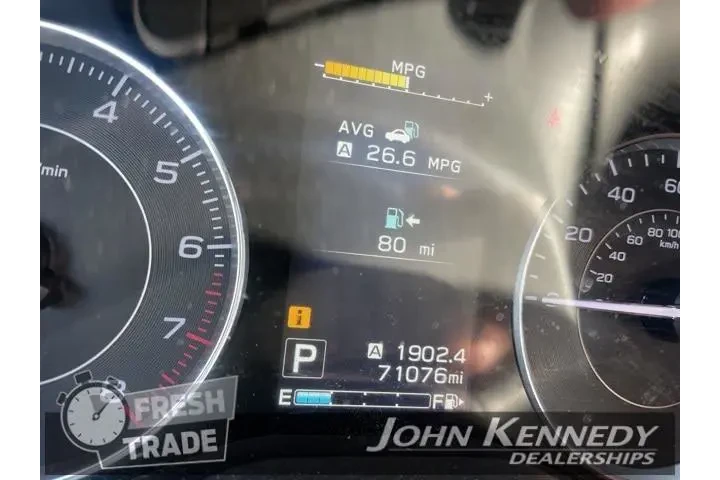 MPG
- +
AVG
A 26.6 MPG
80 mi
i
P
A 1902.4
71076mi
E F
4
5
6
7
8
/min
20
40
60
20
40
60
80
100
km/h
FRESH
TRADE
JOHN KENNEDY
DEALERSHIPS